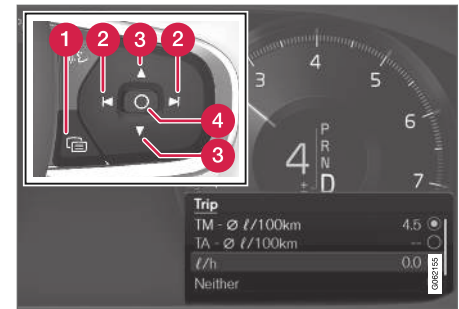 1
2
3
2
4
3
3
4
5
6
7
4
+
-
P
R
N
D
Trip
TM - Ø ℓ/100km 4.5
TA - Ø ℓ/100km --
ℓ/h 0.0
Neither
G062155